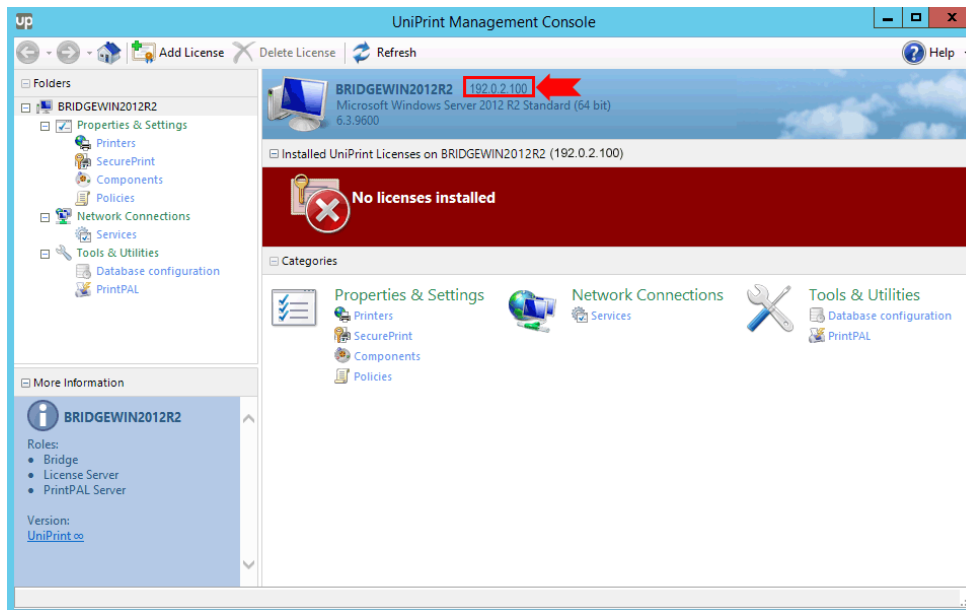 up
UniPrint Management Console
Add License
Delete License
Refresh
Help
Folders
BRIDGEWIN2012R2
Properties & Settings
Printers
SecurePrint
Components
Policies
Network Connections
Services
Tools & Utilities
Database configuration
PrintPAL
BRIDGEWIN2012R2 192.0.2.100
Microsoft Windows Server 2012 R2 Standard (64 bit)
6.3.9600
Installed UniPrint Licenses on BRIDGEWIN2012R2 (192.0.2.100)
No licenses installed
Categories
Properties & Settings
Printers
SecurePrint
Components
Policies
Network Connections
Services
Tools & Utilities
Database configuration
PrintPAL
More Information
BRIDGEWIN2012R2
Roles:
• Bridge
• License Server
• PrintPAL Server
Version:
UniPrint ∞